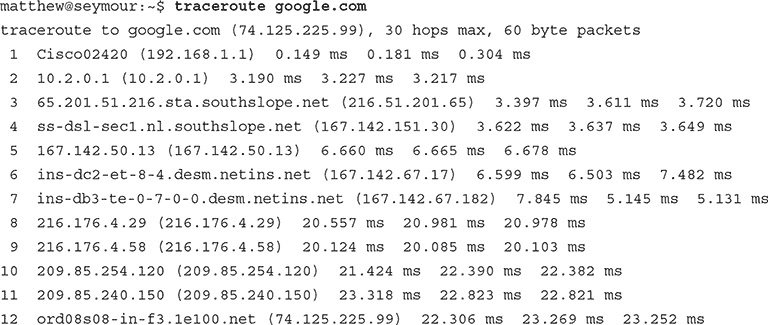 matthew@seymour:~$ traceroute google.com
traceroute to google.com (74.125.225.99), 30 hops max, 60 byte packets
1 Cisco02420 (192.168.1.1) 0.149 ms 0.181 ms 0.304 ms
2 10.2.0.1 (10.2.0.1) 3.190 ms 3.227 ms 3.217 ms
3 65.201.51.216.sta.southslope.net (216.51.201.65) 3.397 ms 3.611 ms 3.720 ms
4 ss-dsl-sec1.nl.southslope.net (167.142.151.30) 3.622 ms 3.637 ms 3.649 ms
5 167.142.50.13 (167.142.50.13) 6.660 ms 6.665 ms 6.678 ms
6 ins-dc2-et-8-4.desm.netins.net (167.142.67.17) 6.599 ms 6.503 ms 7.482 ms
7 ins-db3-te-0-7-0-0.desm.netins.net (167.142.67.182) 7.845 ms 5.145 ms 5.131 ms
8 216.176.4.29 (216.176.4.29) 20.557 ms 20.981 ms 20.978 ms
9 216.176.4.58 (216.176.4.58) 20.124 ms 20.085 ms 20.103 ms
10 209.85.254.120 (209.85.254.120) 21.424 ms 22.390 ms 22.382 ms
11 209.85.240.150 (209.85.240.150) 23.318 ms 22.823 ms 22.821 ms
12 ord08s08-in-f3.1e100.net (74.125.225.99) 22.306 ms 23.269 ms 23.252 ms